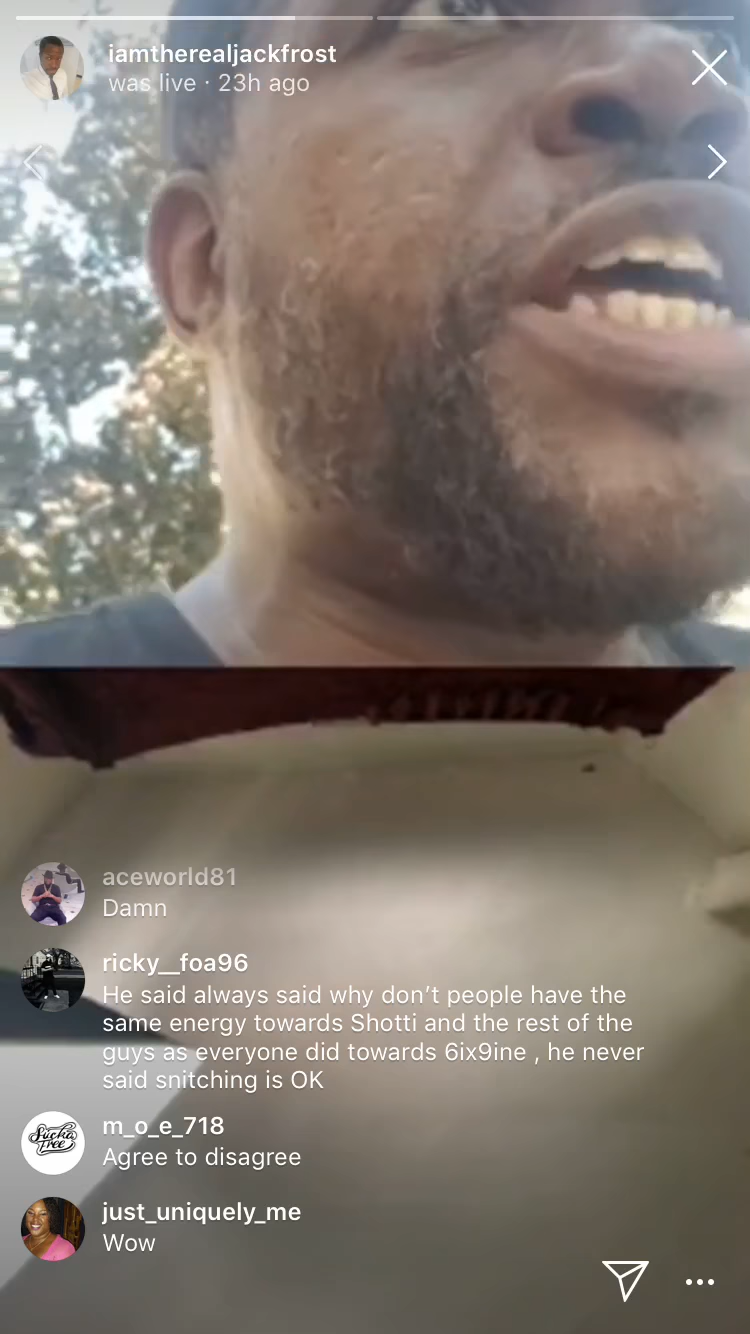 iamtherealjackfrost
was live · 23h ago
aceworld81
Damn
ricky__foa96
He said always said why don’t people have the
same energy towards Shotti and the rest of the
guys as everyone did towards 6ix9ine , he never
said snitching is OK
Sucka
Free
m_o_e_718
Agree to disagree
just_uniquely_me
Wow